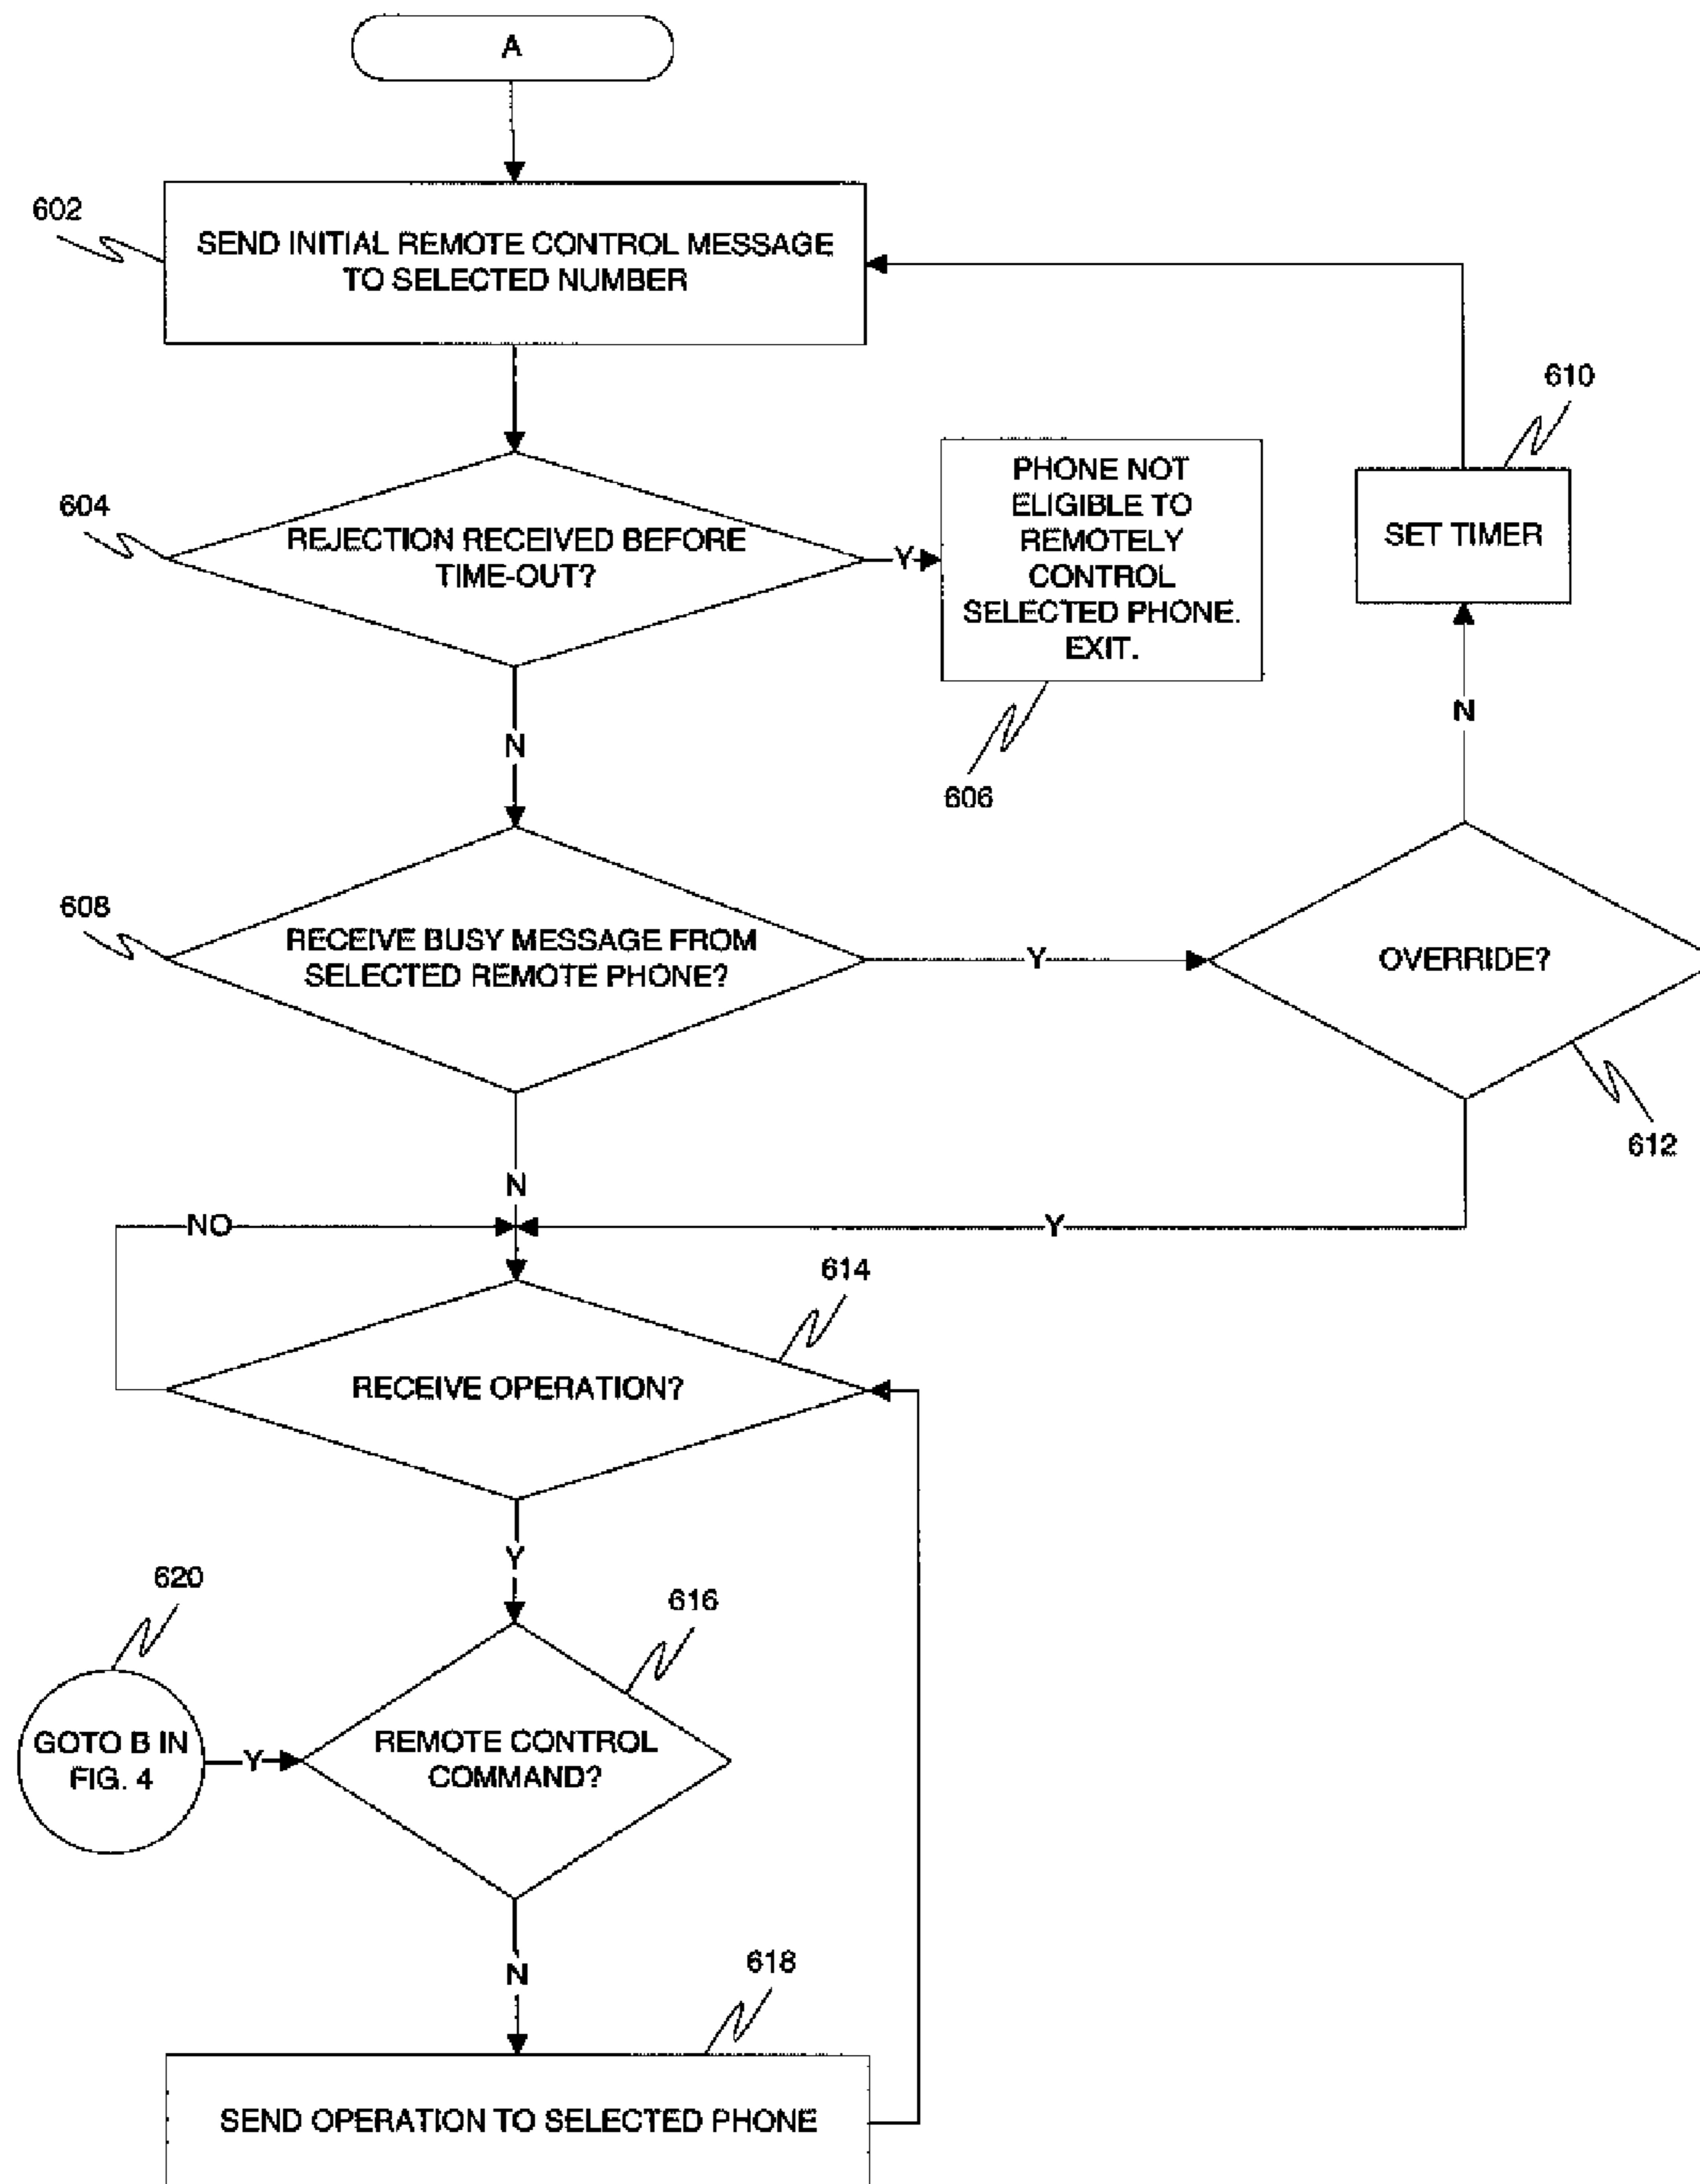 A
602
SEND INITIAL REMOTE CONTROL MESSAGE
TO SELECTED NUMBER
610
SET TIMER
604
REJECTION RECEIVED BEFORE
TIME-OUT?
Y
PHONE NOT
ELIGIBLE TO
REMOTELY
CONTROL
SELECTED PHONE.
EXIT.
606
N
N
608
RECEIVE BUSY MESSAGE FROM
SELECTED REMOTE PHONE?
Y
OVERRIDE?
612
N
NO
Y
614
RECEIVE OPERATION?
Y
620
616
GOTO B IN
FIG. 4
Y
REMOTE CONTROL
COMMAND?
N
618
SEND OPERATION TO SELECTED PHONE